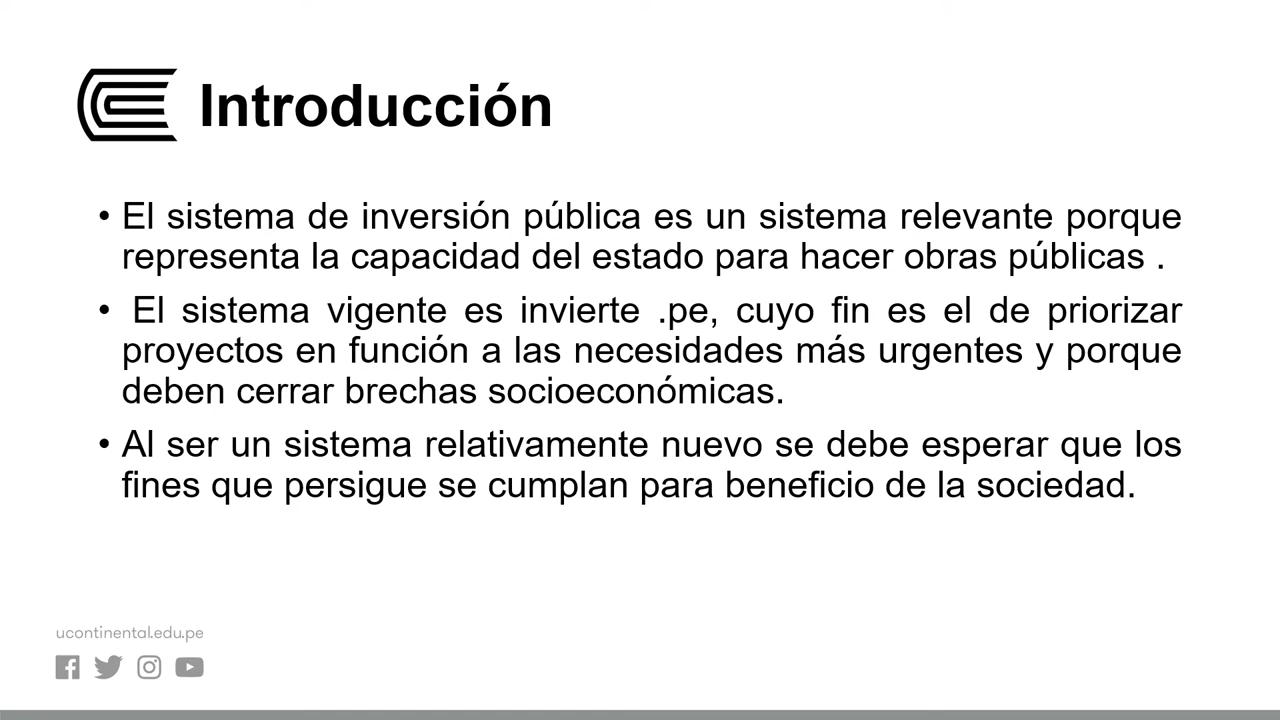 Introducción
• El sistema de inversión pública es un sistema relevante porque
representa la capacidad del estado para hacer obras públicas .
• El sistema vigente es invierte .pe, cuyo fin es el de priorizar
proyectos en función a las necesidades más urgentes y porque
deben cerrar brechas socioeconómicas.
• Al ser un sistema relativamente nuevo se debe esperar que los
fines que persigue se cumplan para beneficio de la sociedad.
ucontinental.edu.pe